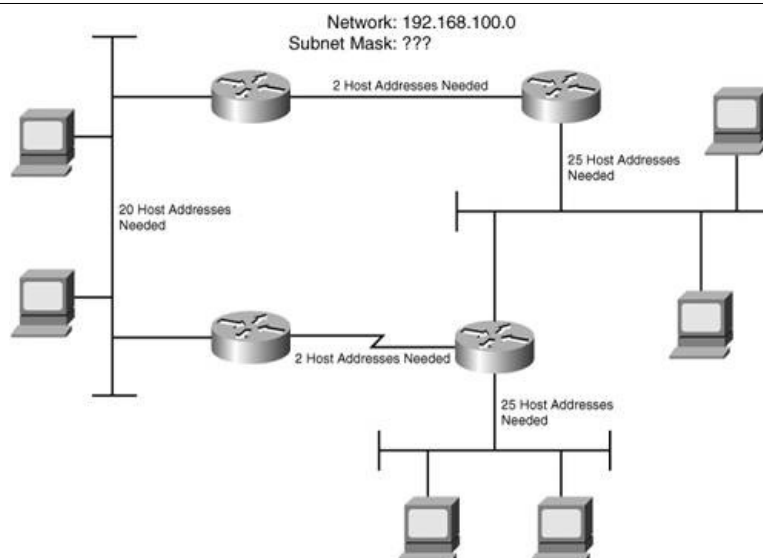 Network: 192.168.100.0
Subnet Mask: ???
2 Host Addresses Needed
25 Host Addresses
Needed
20 Host Addresses
Needed
2 Host Addresses Needed
25 Host Addresses
Needed